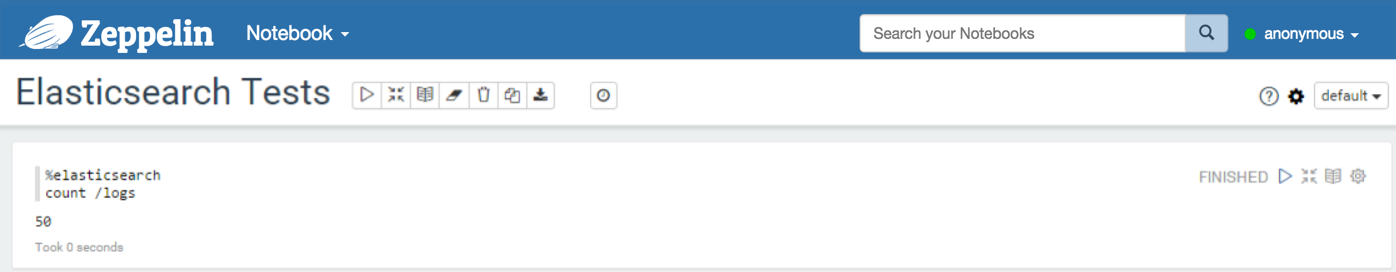 Zeppelin Notebook Search your Notebooks anonymous
Elasticsearch Tests default
%elasticsearch FINISHED
count /logs
50
Took 0 seconds